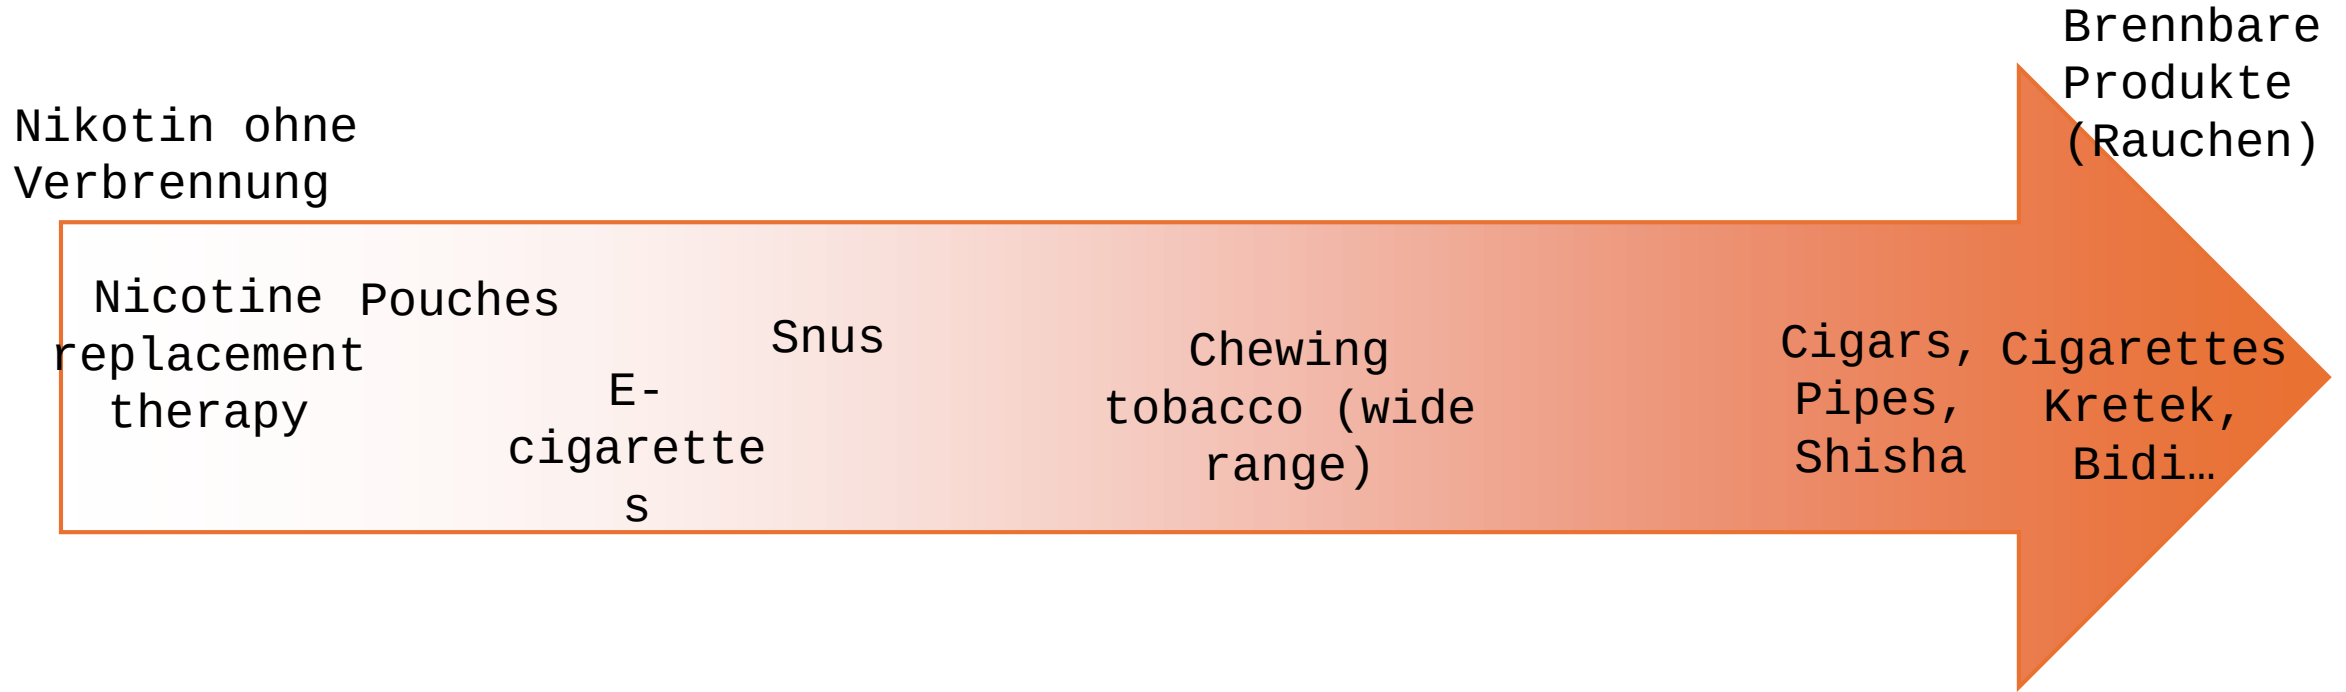 Nikotin ohne
Verbrennung
Brennbare
Produkte
(Rauchen)
Nicotine
replacement
therapy
Pouches
E-
cigarette
s
Snus
Chewing
tobacco (wide
range)
Cigars,
Pipes,
Shisha
Cigarettes
Kretek,
Bidi…